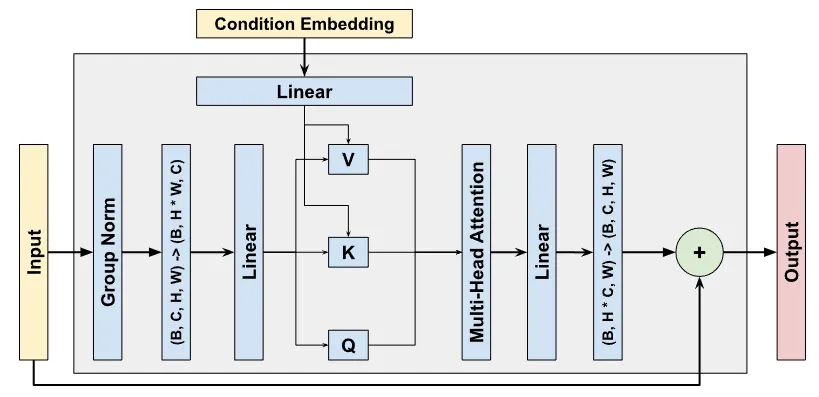 Condition Embedding
Linear
Input
Group Norm
(B, C, H, W) -> (B, H * W, C)
Linear
V
K
Q
Multi-Head Attention
Linear
(B, H * C, W) -> (B, C, H, W)
+
Output